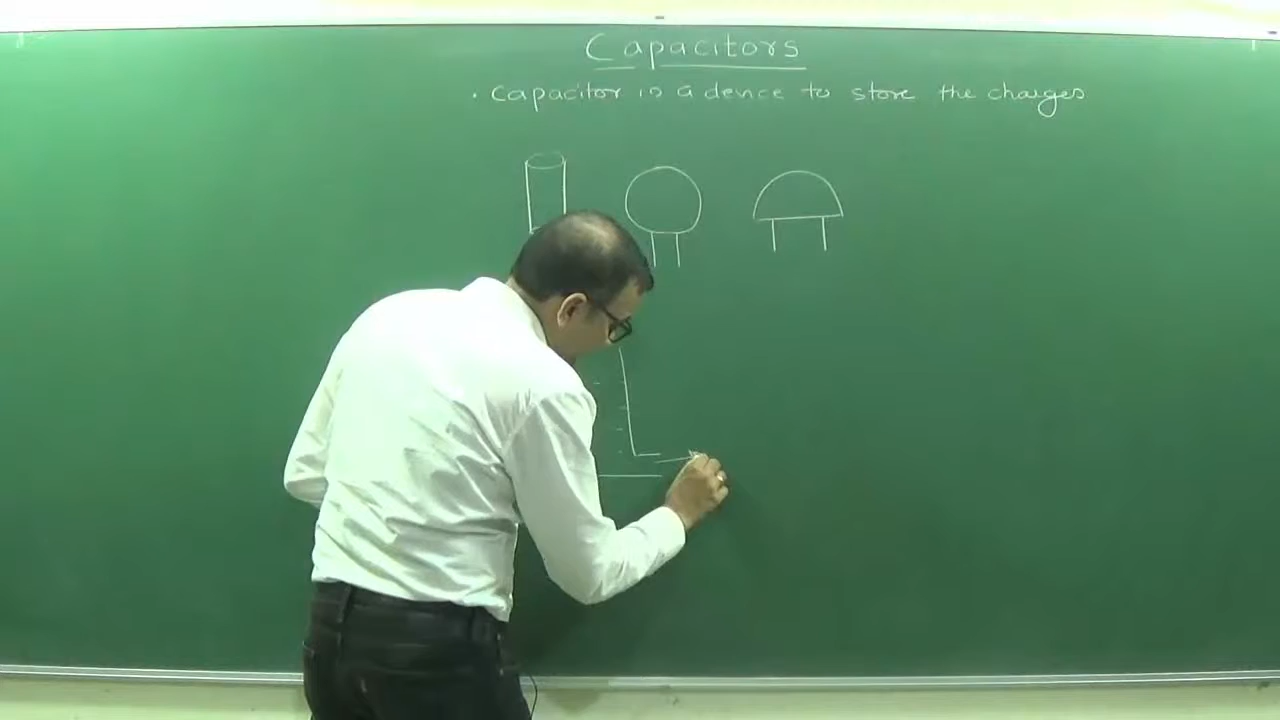 Capacitors
• Capacitor is a device to store the charges